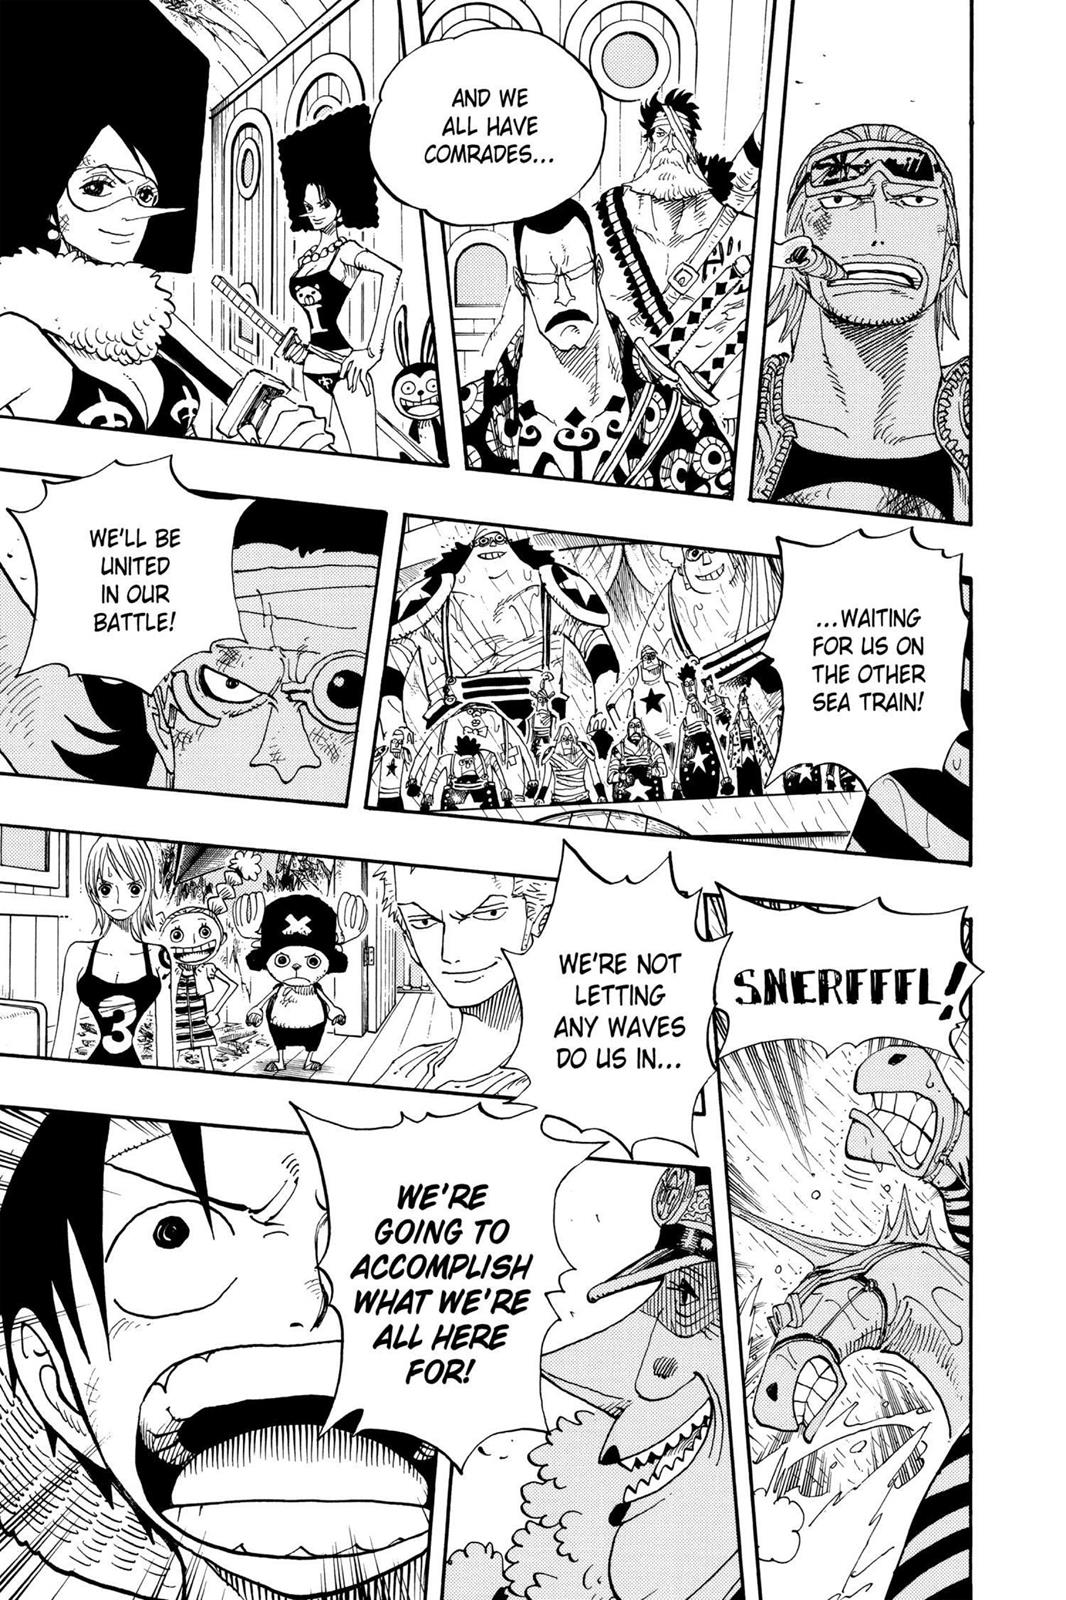 AND WE
ALL HAVE
COMRADES...
...WAITING
FOR US ON
THE OTHER
SEA TRAIN!
WE'LL BE
UNITED
IN OUR
BATTLE!
SNERFFFFL!
WE'RE NOT
LETTING
ANY WAVES
DO US IN...
3
WE'RE
GOING TO
ACCOMPLISH
WHAT WE'RE
ALL HERE
FOR!